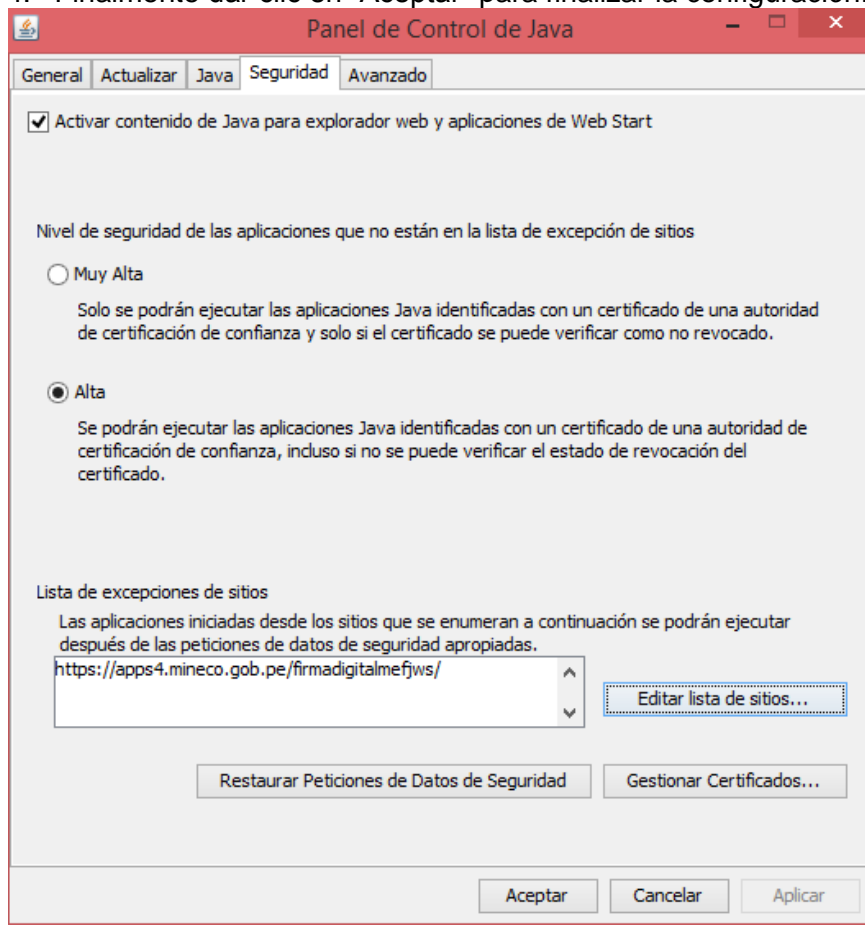 Finalmente dar clic en "Aceptar" para finalizar la configuración.
Panel de Control de Java
General Actualizar Java Seguridad Avanzado
Activar contenido de Java para explorador web y aplicaciones de Web Start
Nivel de seguridad de las aplicaciones que no están en la lista de excepción de sitios
Muy Alta
Solo se podrán ejecutar las aplicaciones Java identificadas con un certificado de una autoridad
de certificación de confianza y solo si el certificado se puede verificar como no revocado.
Alta
Se podrán ejecutar las aplicaciones Java identificadas con un certificado de una autoridad de
certificación de confianza, incluso si no se puede verificar el estado de revocación del
certificado.
Lista de excepciones de sitios
Las aplicaciones iniciadas desde los sitios que se enumeran a continuación se podrán ejecutar
después de las peticiones de datos de seguridad apropiadas.
https://apps4.mineco.gob.pe/firmadigitalmefjws/
Editar lista de sitios...
Restaurar Peticiones de Datos de Seguridad Gestionar Certificados...
Aceptar Cancelar Aplicar